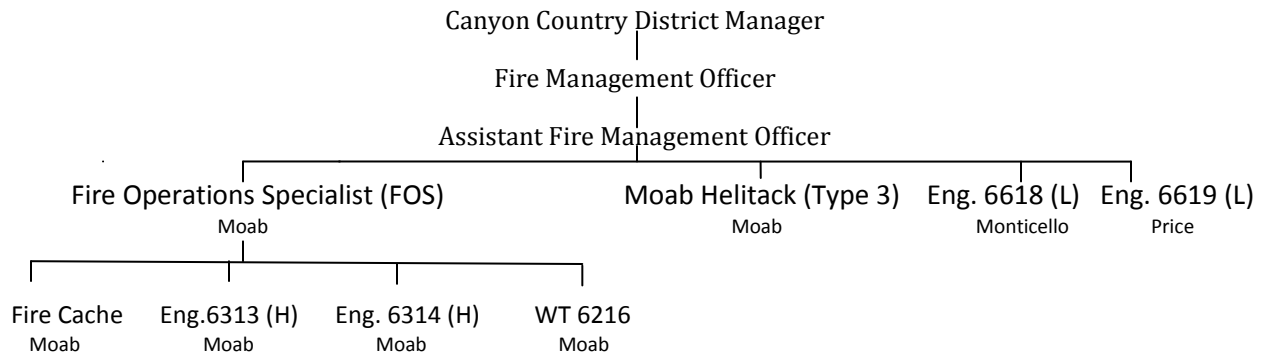 Canyon Country District Manager
Fire Management Officer
Assistant Fire Management Officer
Fire Operations Specialist (FOS) Moab Helitack (Type 3) Eng. 6618 (L) Eng. 6619 (L)
Moab Moab Monticello Price
Fire Cache Eng.6313 (H) Eng. 6314 (H) WT 6216
Moab Moab Moab Moab